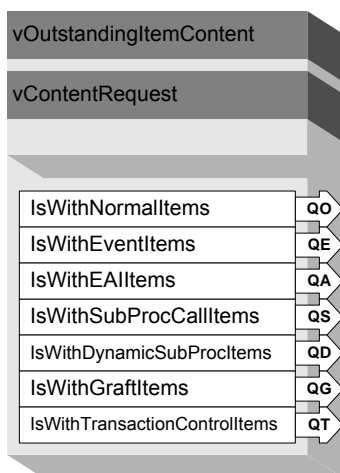 vOutstandingItemContent
vContentRequest
IsWithNormalItems QO
IsWithEventItems QE
IsWithEAIItems QA
IsWithSubProcCallItems QS
IsWithDynamicSubProcItems QD
IsWithGraftItems QG
IsWithTransactionControlItems QT